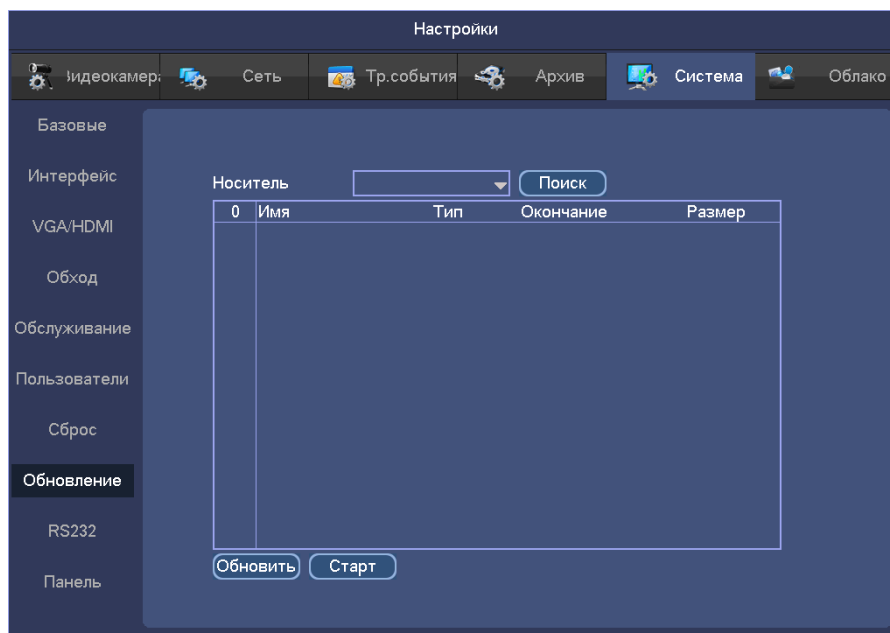 Настройки
Видеокамера Сеть Тр.события Архив Система Облако
Базовые
Интерфейс
VGA/HDMI
Обход
Обслуживание
Пользователи
Сброс
Обновление
RS232
Панель
Носитель Поиск
0 Имя Тип Окончание Размер
Обновить Старт